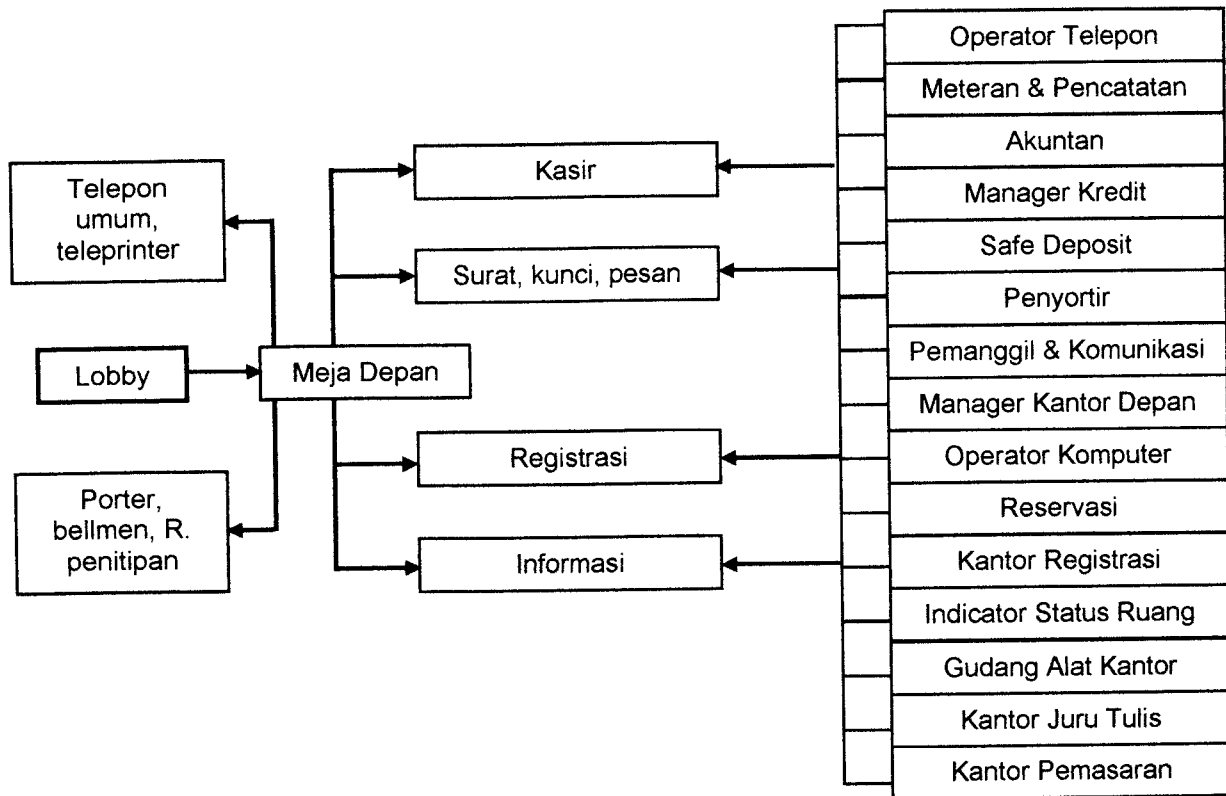 Telepon
umum,
teleprinter
Lobby
Meja Depan
Porter,
bellmen, R.
penitipan
Kasir
Surat, kunci, pesan
Registrasi
Informasi
Operator Telepon
Meteran & Pencatatan
Akuntan
Manager Kredit
Safe Deposit
Penyortir
Pemanggil & Komunikasi
Manager Kantor Depan
Operator Komputer
Reservasi
Kantor Registrasi
Indicator Status Ruang
Gudang Alat Kantor
Kantor Juru Tulis
Kantor Pemasaran